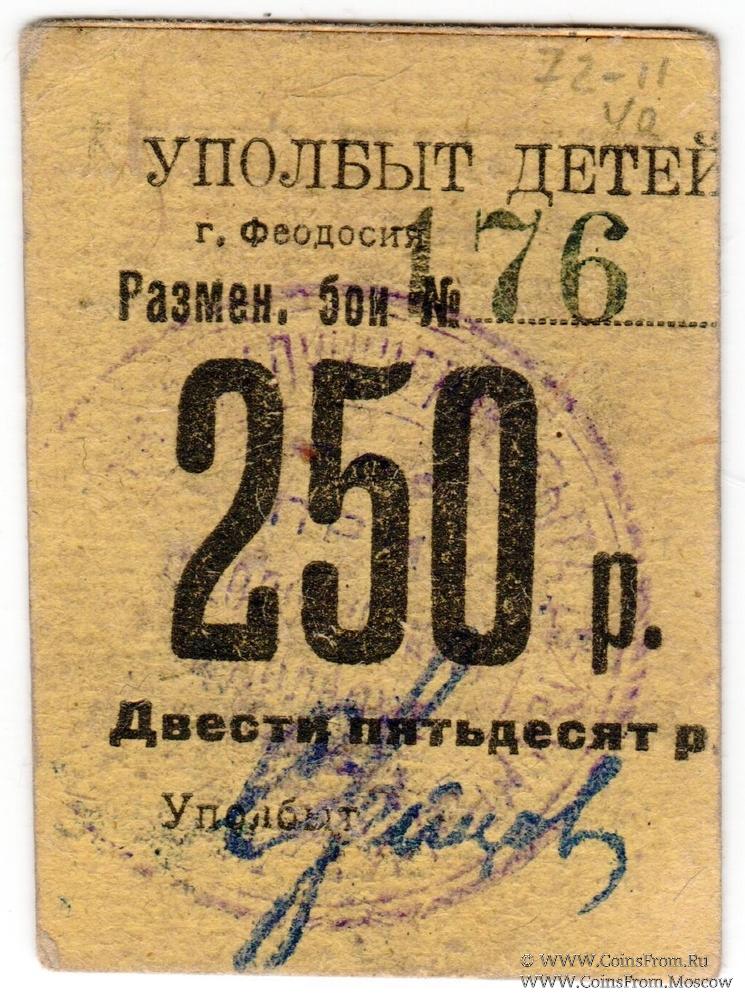 72-11
УПОЛБЫТ ДЕТЕЙ
г. Феодосия
176
Размен. бон №
250 р.
Двести пятьдесят р.
Уполбыт
© WWW.CoinsFrom.Ru
www.CoinsFrom.Moscow